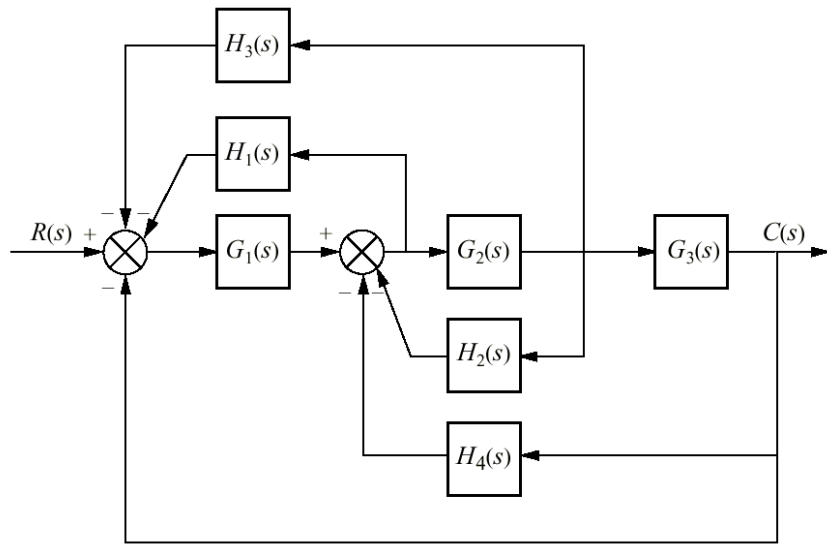 H₃(s)
H₁(s)
− −
R(s) + G₁(s) + G₂(s) G₃(s) C(s)
− − −
H₂(s)
H₄(s)